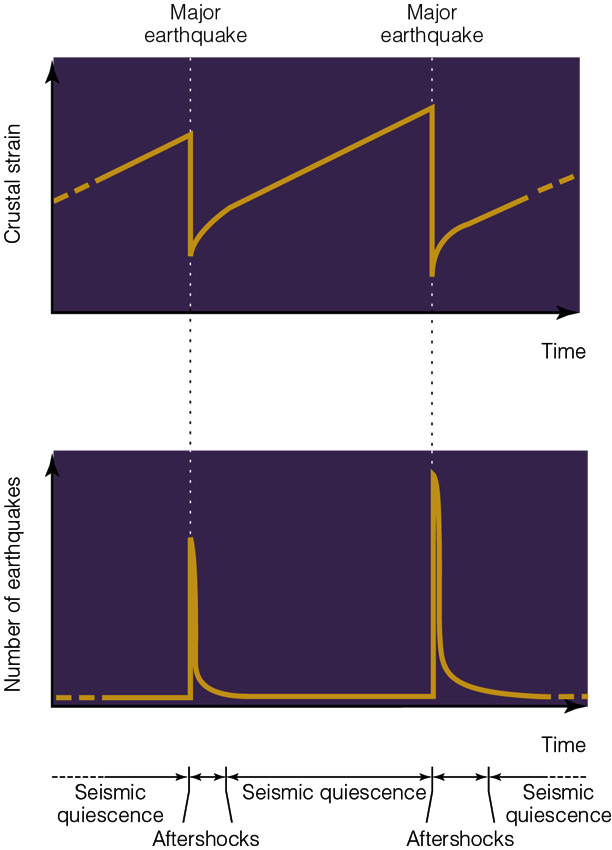 Major
earthquake
Major
earthquake
Crustal strain
Time
Number of earthquakes
Time
Seismic
quiescence
Aftershocks
Seismic quiescence
Aftershocks
Seismic
quiescence